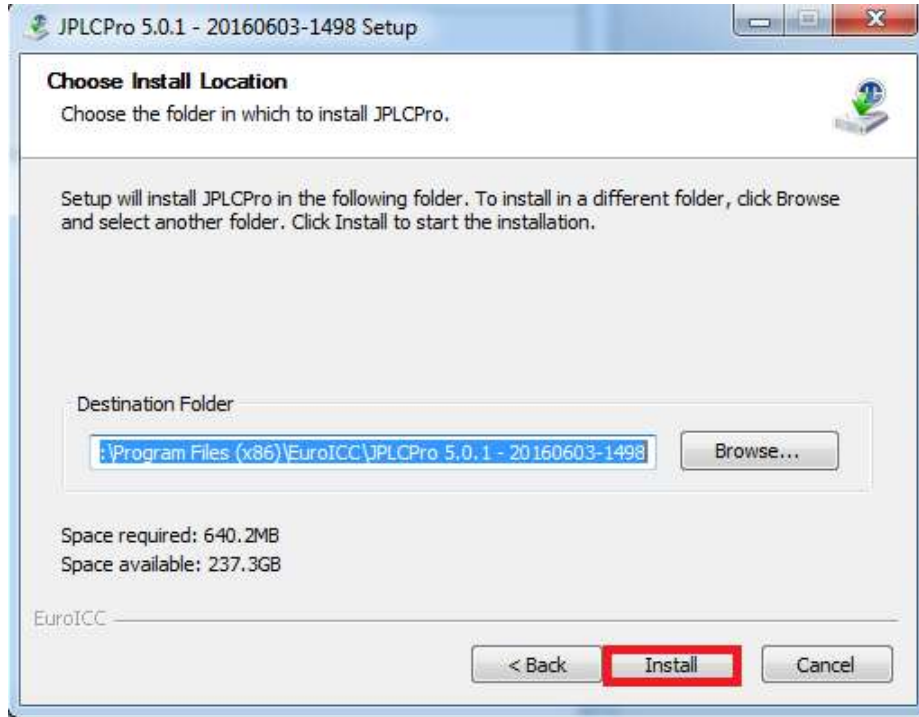 JPLCPro 5.0.1 - 20160603-1498 Setup
Choose Install Location
Choose the folder in which to install JPLCPro.
Setup will install JPLCPro in the following folder. To install in a different folder, click Browse
and select another folder. Click Install to start the installation.
Destination Folder
:\Program Files (x86)\EuroICC\JPLCPro 5.0.1 - 20160603-1498
Browse...
Space required: 640.2MB
Space available: 237.3GB
EuroICC
< Back
Install
Cancel